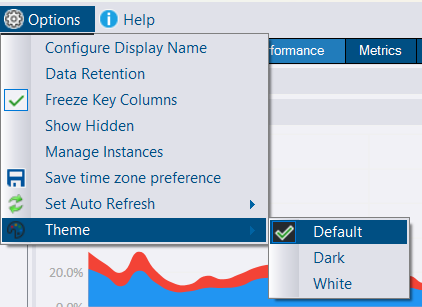 Options Help
Configure Display Name
Data Retention
Freeze Key Columns
Show Hidden
Manage Instances
Save time zone preference
Set Auto Refresh
Theme
Default
Dark
White
formance Metrics
20.0%
0.0%